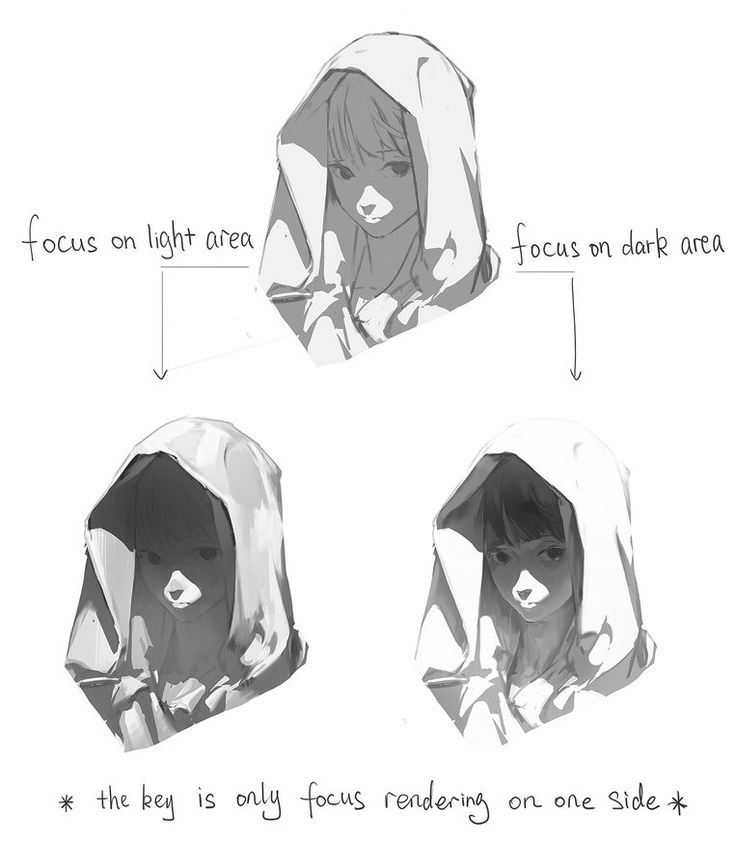 focus on light area
focus on dark area
* the key is only focus rendering on one side *